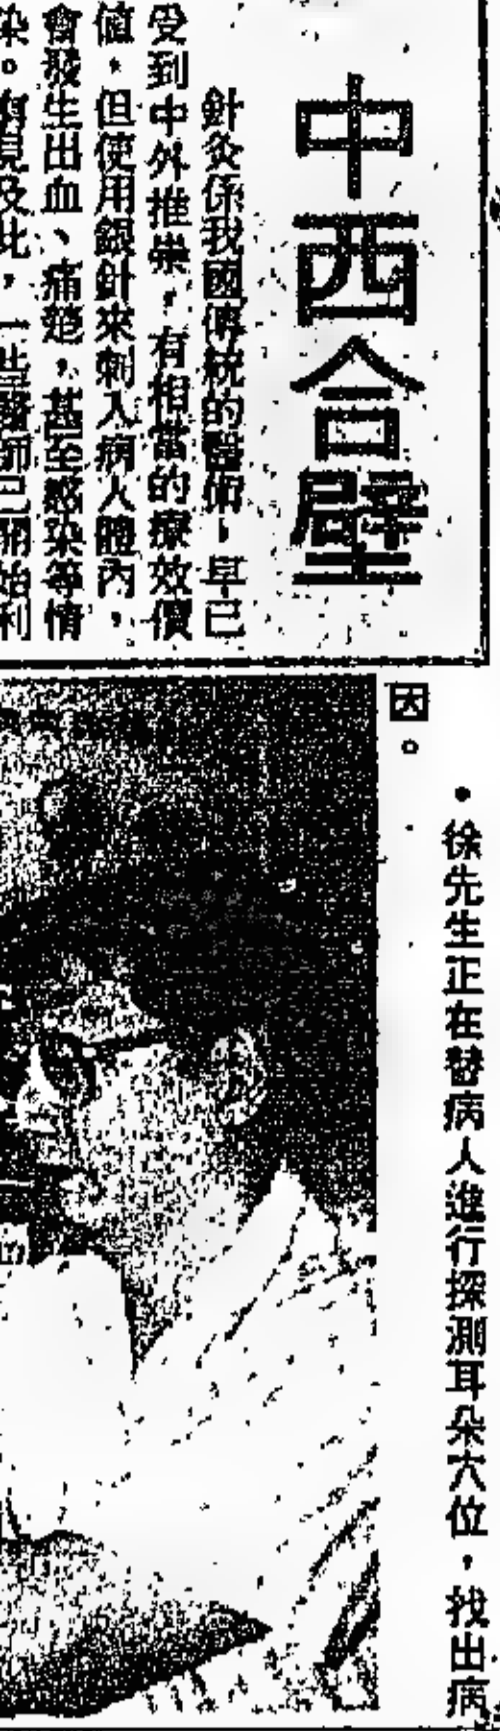 中西合壁
針灸係我國傳統的醫術，早已
受到中外推崇，有相當的療效價
值，但使用銀針來刺入病人體內，
會發生出血、痛楚，甚至感染等情
染。有見及此，一些醫師已開始利
•徐先生正在替病人進行探測耳朵穴位，找出病
因。